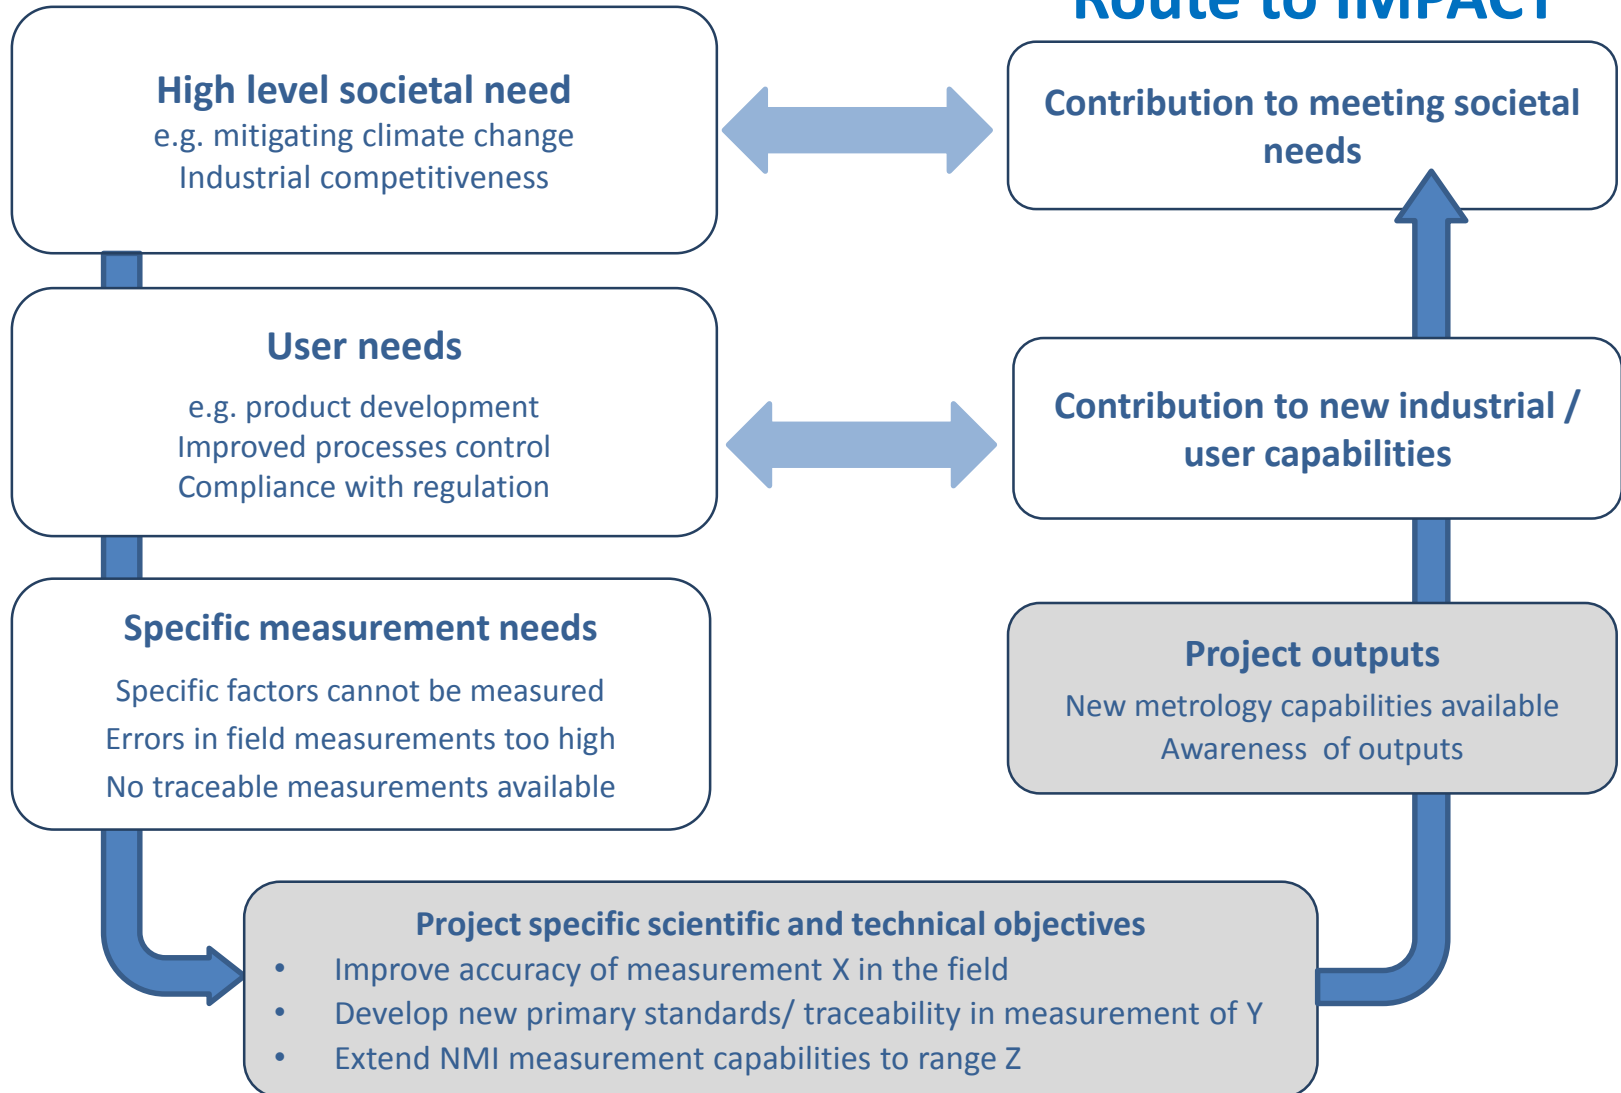 Route to IMPACT
High level societal need
e.g. mitigating climate change
Industrial competitiveness
Contribution to meeting societal
needs
User needs
e.g. product development
Improved processes control
Compliance with regulation
Contribution to new industrial /
user capabilities
Specific measurement needs
Specific factors cannot be measured
Errors in field measurements too high
No traceable measurements available
Project outputs
New metrology capabilities available
Awareness of outputs
Project specific scientific and technical objectives
• Improve accuracy of measurement X in the field
• Develop new primary standards/ traceability in measurement of Y
• Extend NMI measurement capabilities to range Z